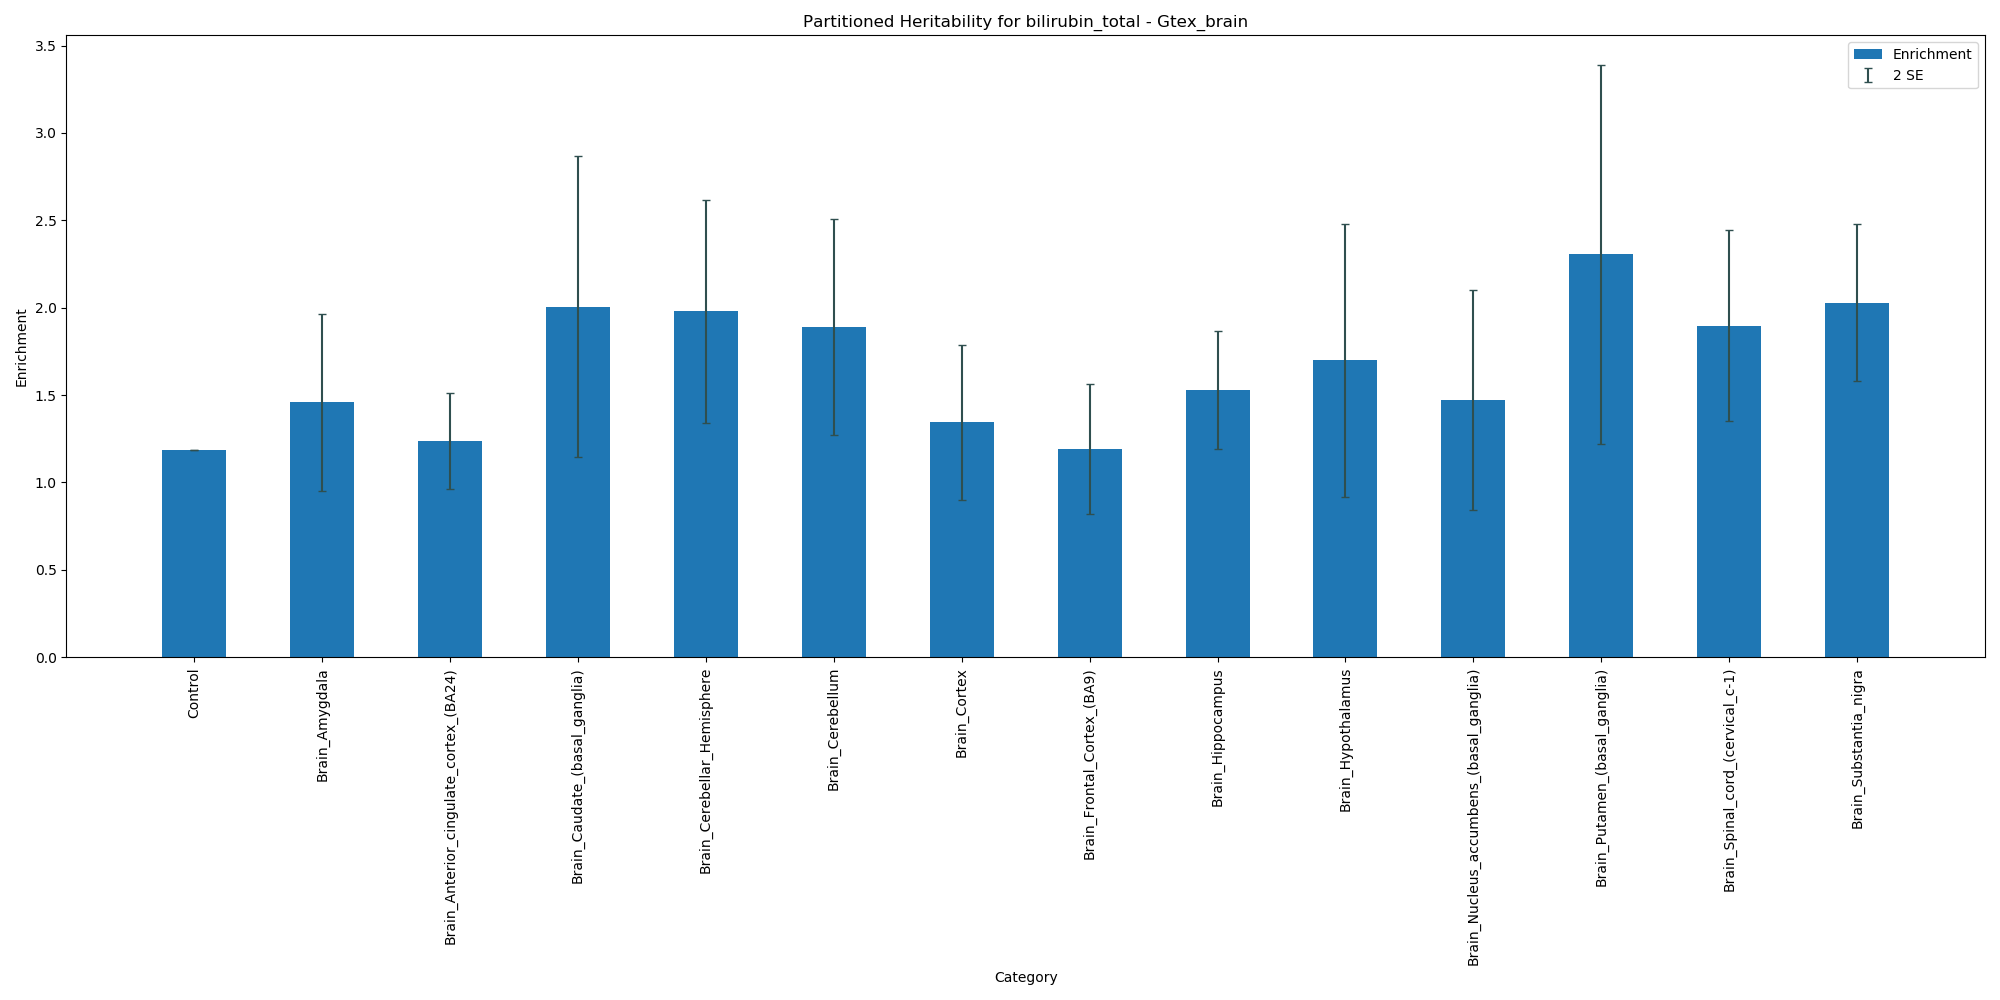 Partitioned Heritability for bilirubin_total - Gtex_brain
Enrichment
2 SE
3.5
3.0
2.5
2.0
1.5
1.0
0.5
0.0
Enrichment
Control
Brain_Amygdala
Brain_Anterior_cingulate_cortex_(BA24)
Brain_Caudate_(basal_ganglia)
Brain_Cerebellar_Hemisphere
Brain_Cerebellum
Brain_Cortex
Brain_Frontal_Cortex_(BA9)
Brain_Hippocampus
Brain_Hypothalamus
Brain_Nucleus_accumbens_(basal_ganglia)
Brain_Putamen_(basal_ganglia)
Brain_Spinal_cord_(cervical_c-1)
Brain_Substantia_nigra
Category